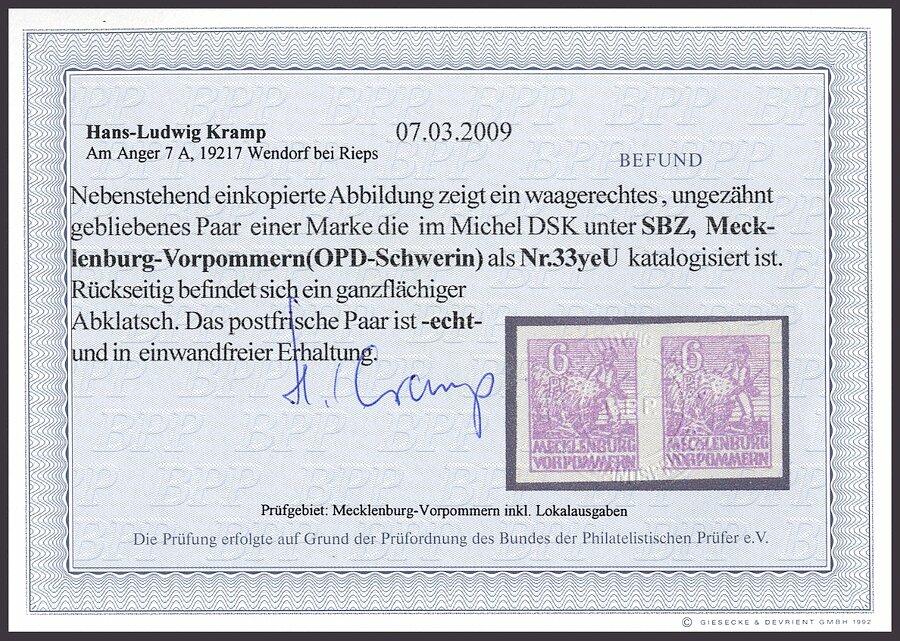 Hans-Ludwig Kramp
07.03.2009
Am Anger 7 A, 19217 Wendorf bei Rieps
BEFUND
Nebenstehend einkopierte Abbildung zeigt ein waagerechtes , ungezähnt
gebliebenes Paar einer Marke die im Michel DSK unter SBZ, Meck-
lenburg-Vorpommern(OPD-Schwerin) als Nr.33yeU katalogisiert ist.
Rückseitig befindet sich ein ganzflächiger
Abklatsch. Das postfrische Paar ist -echt-
und in einwandfreier Erhaltung.
H. Kramp
6 6
MECKLENBURG MECKLENBURG
VORPOMMERN VORPOMMERN
Prüfgebiet: Mecklenburg-Vorpommern inkl. Lokalausgaben
Die Prüfung erfolgte auf Grund der Prüfordnung des Bundes der Philatelistischen Prüfer e.V.
© GIESECKE & DEVRIENT GMBH 1992